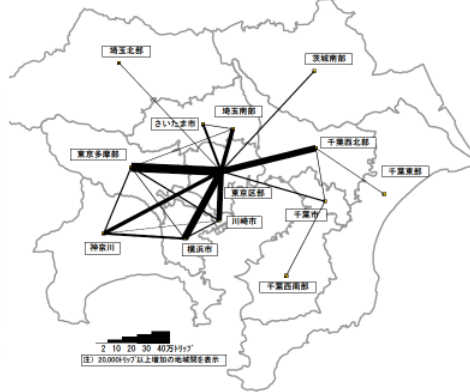 埼玉北部
茨城南部
埼玉南部
さいたま市
千葉西北部
東京多摩部
千葉東部
東京区部
千葉市
川崎市
神奈川
横浜市
千葉西南部
2 10 20 30 40万トリップ
注) 20,000トリップ以上増加の地域間を表示